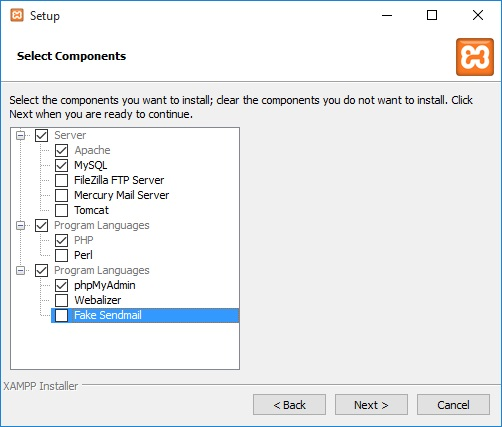 Setup
Select Components
Select the components you want to install; clear the components you do not want to install. Click
Next when you are ready to continue.
Server
Apache
MySQL
FileZilla FTP Server
Mercury Mail Server
Tomcat
Program Languages
PHP
Perl
Program Languages
phpMyAdmin
Webalizer
Fake Sendmail
XAMPP Installer
< Back
Next >
Cancel